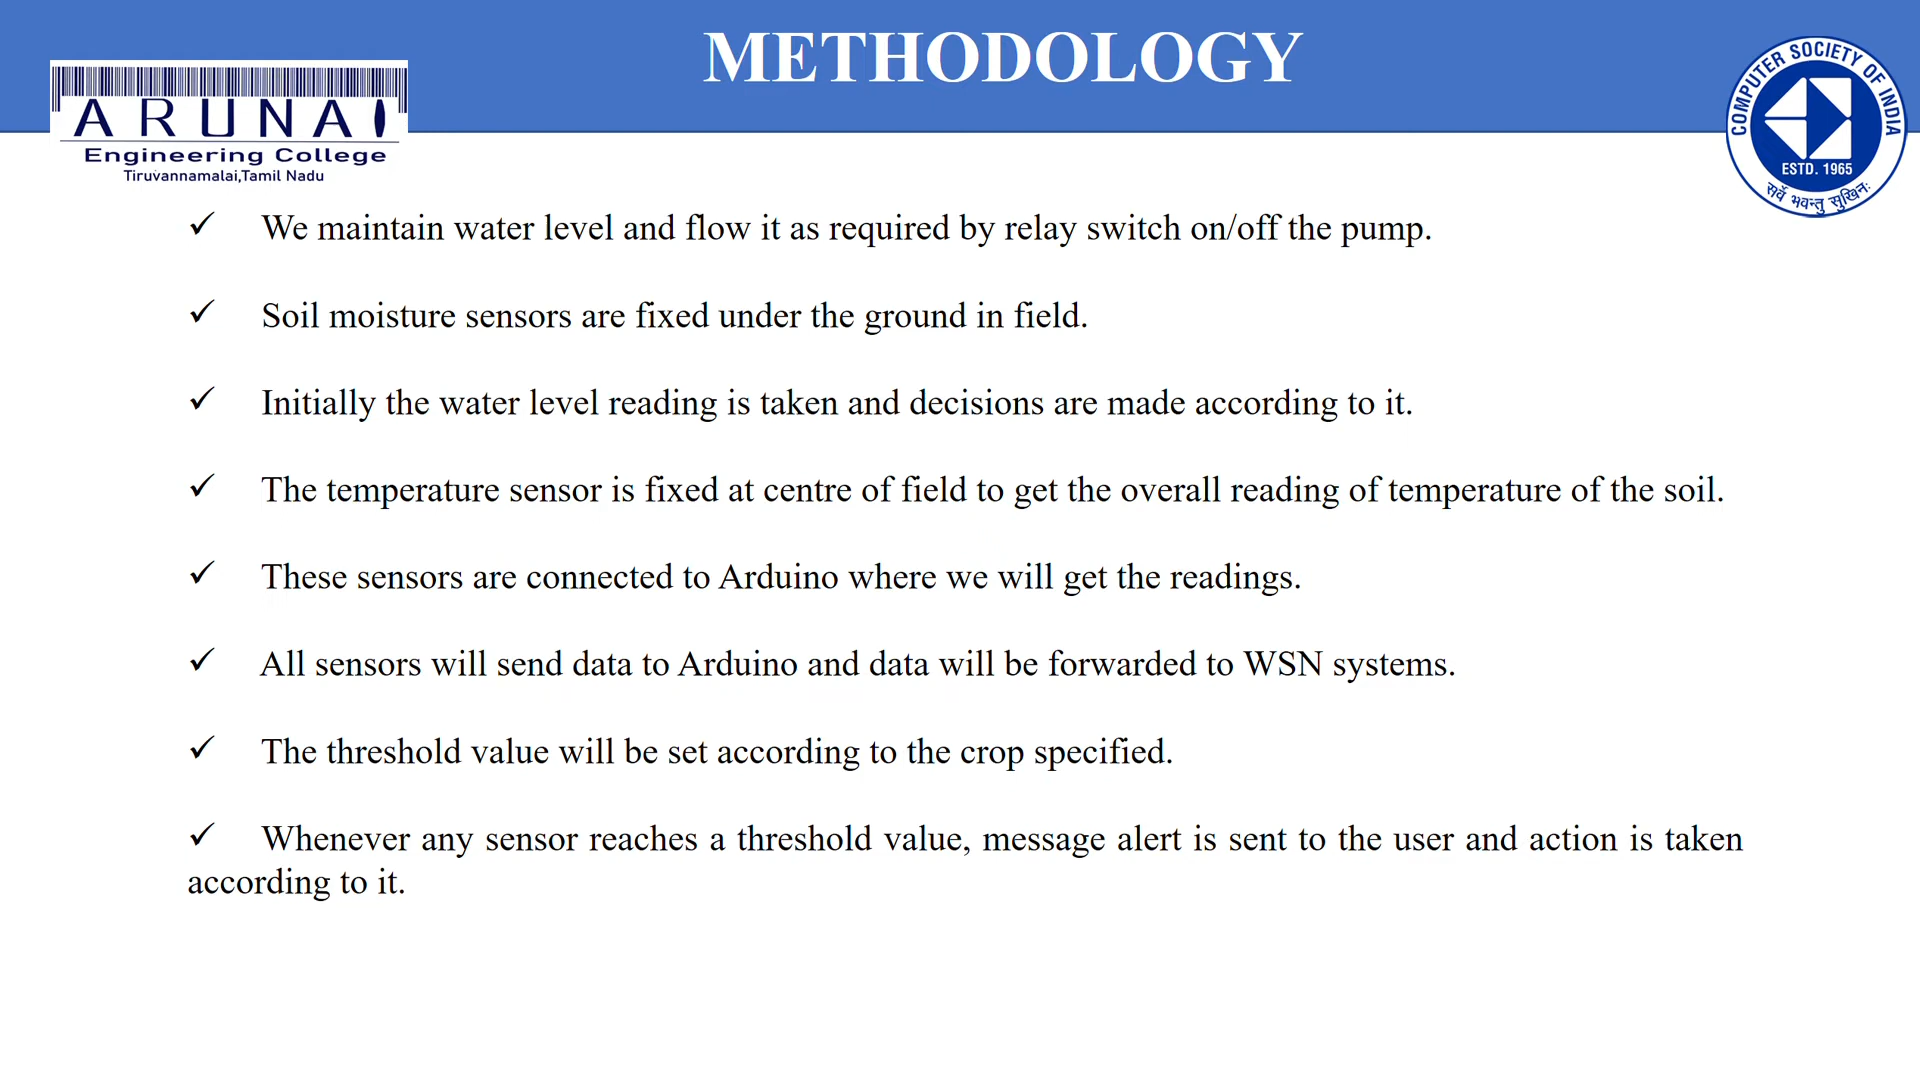 METHODOLOGY
ARUNAI
Engineering College
Tiruvannamalai,Tamil Nadu
COMPUTER SOCIETY OF INDIA
ESTD. 1965
सर्वे भवन्तु सुखिनः
✓ We maintain water level and flow it as required by relay switch on/off the pump.
✓ Soil moisture sensors are fixed under the ground in field.
✓ Initially the water level reading is taken and decisions are made according to it.
✓ The temperature sensor is fixed at centre of field to get the overall reading of temperature of the soil.
✓ These sensors are connected to Arduino where we will get the readings.
✓ All sensors will send data to Arduino and data will be forwarded to WSN systems.
✓ The threshold value will be set according to the crop specified.
✓ Whenever any sensor reaches a threshold value, message alert is sent to the user and action is taken
according to it.